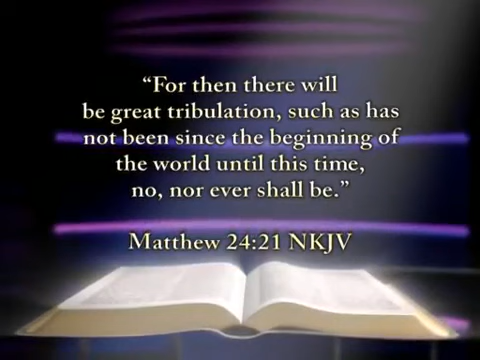 “For then there will
be great tribulation, such as has
not been since the beginning of
the world until this time,
no, nor ever shall be.”
Matthew 24:21 NKJV